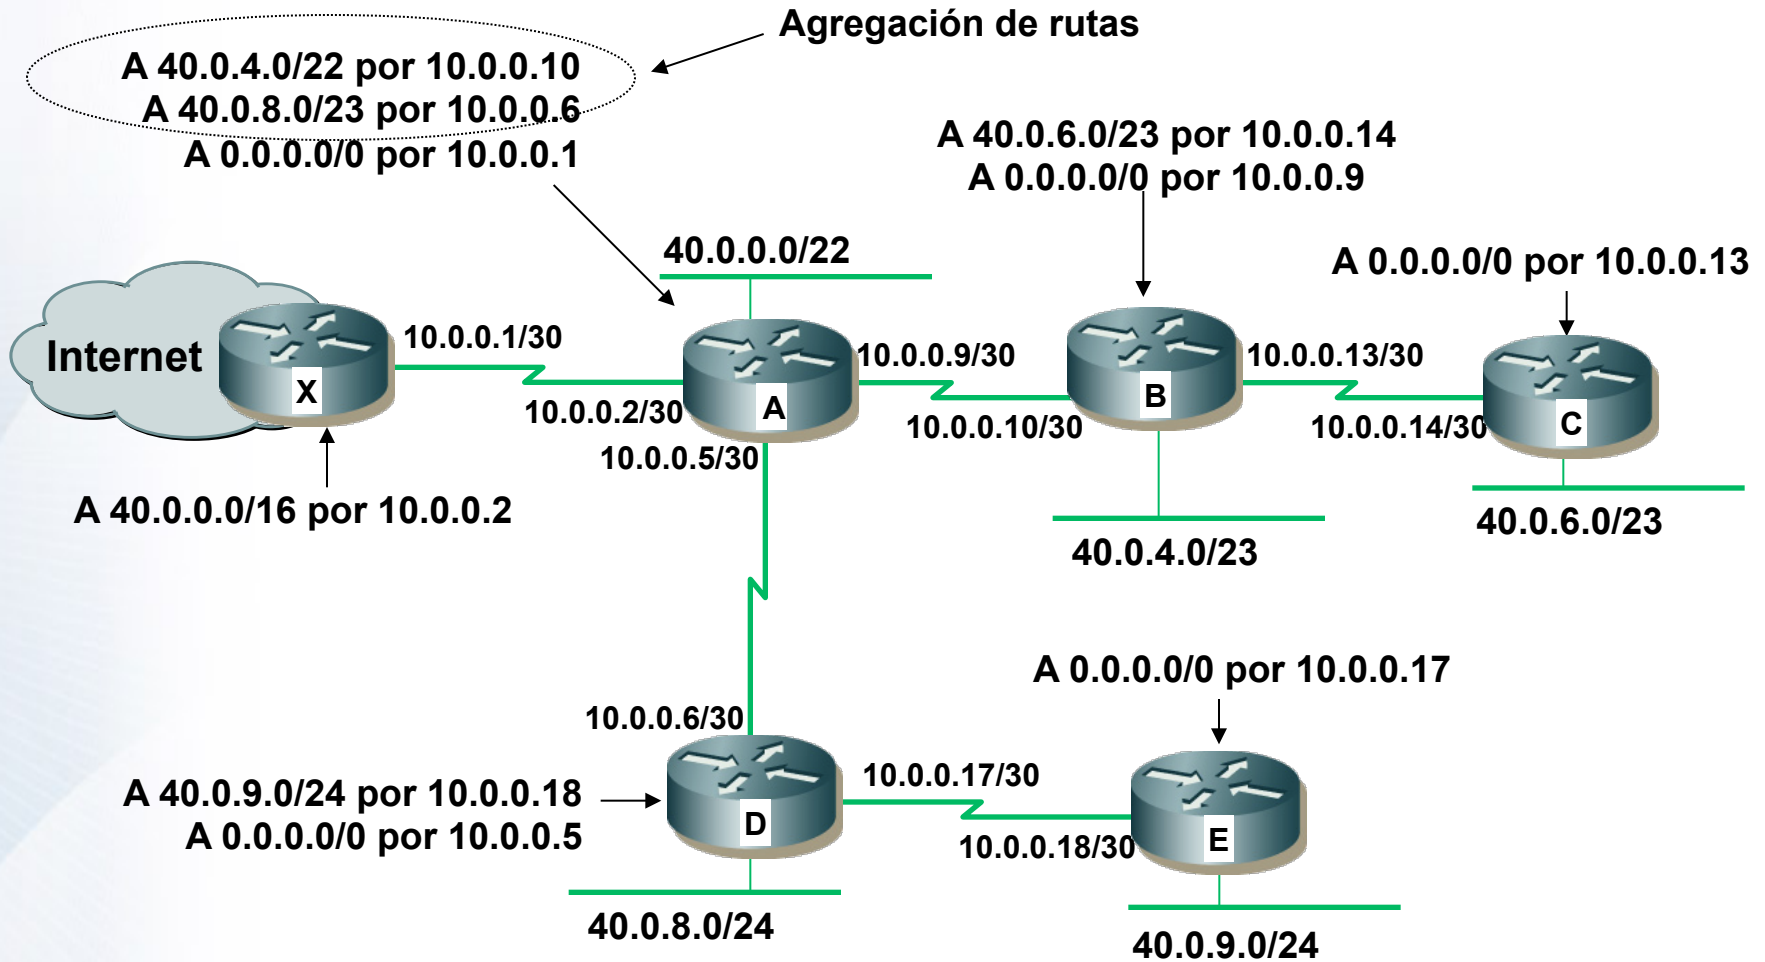 Agregación de rutas
A 40.0.4.0/22 por 10.0.0.10
A 40.0.8.0/23 por 10.0.0.6
A 0.0.0.0/0 por 10.0.0.1
A 40.0.6.0/23 por 10.0.0.14
A 0.0.0.0/0 por 10.0.0.9
40.0.0.0/22
A 0.0.0.0/0 por 10.0.0.13
Internet
X
10.0.0.1/30
10.0.0.2/30
10.0.0.5/30
A
10.0.0.9/30
10.0.0.10/30
B
10.0.0.13/30
10.0.0.14/30
C
A 40.0.0.0/16 por 10.0.0.2
40.0.4.0/23
40.0.6.0/23
A 0.0.0.0/0 por 10.0.0.17
10.0.0.6/30
A 40.0.9.0/24 por 10.0.0.18
A 0.0.0.0/0 por 10.0.0.5
D
10.0.0.17/30
10.0.0.18/30
E
40.0.8.0/24
40.0.9.0/24